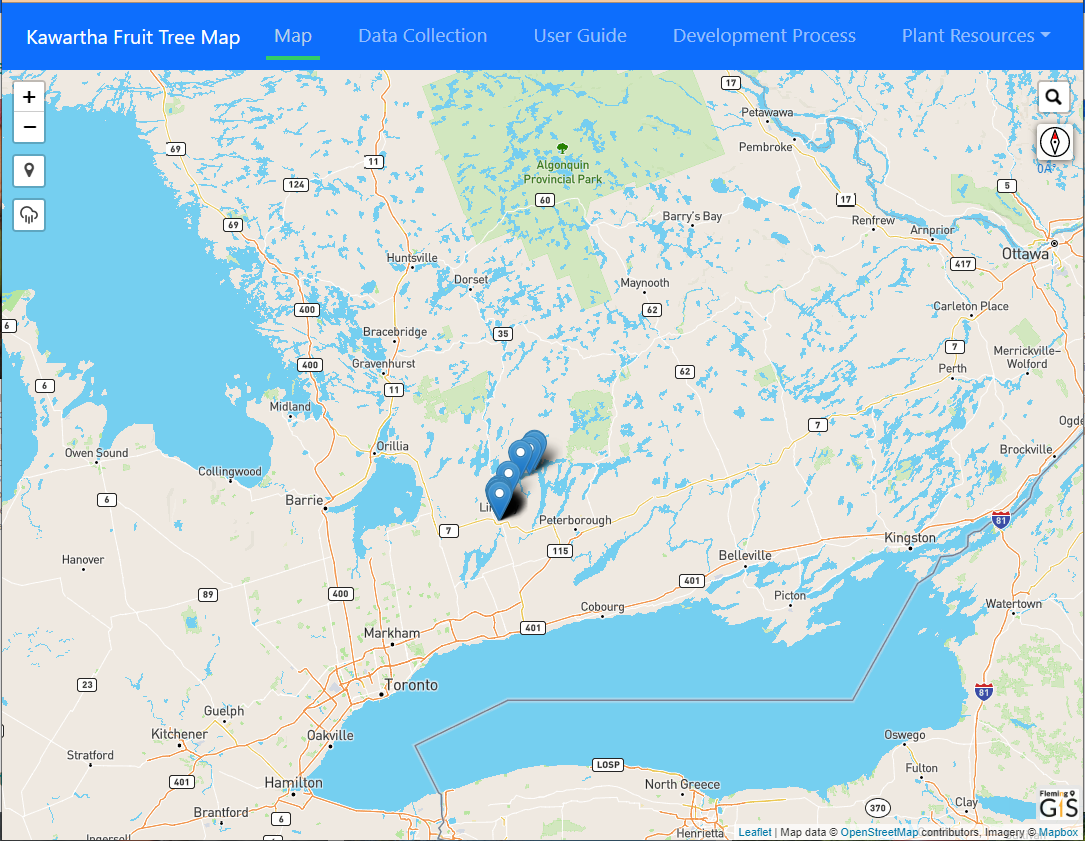 Kawartha Fruit Tree Map Map Data Collection User Guide Development Process Plant Resources
+
−
17
Petawawa
Pembroke
69
11
Algonquin
Provincial Park
0A°
124
60
5
17
69
Barry's Bay
Renfrew
Arnprior
Ottawa
Huntsville
417
Dorset
Maynooth
400
62
Carleton Place
6
Bracebridge
35
7
Merrickville–
Wolford
400
Gravenhurst
62
Perth
6
11
Midland
7
Ogde
Owen Sound
Orillia
Brockville
Collingwood
6
Barrie
Li
Peterborough
81
7
Kingston
115
Belleville
Hanover
401
89
400
Picton
Cobourg
Watertown
401
Markham
23
Toronto
81
Guelph
Kitchener
Oakville
Oswego
Stratford
LOSP
Fulton
401
Hamilton
North Greece
Fleming
GIS
Brantford
6
370
Clay
Ingersoll
6
Henrietta
Leaflet | Map data © OpenStreetMap contributors, Imagery © Mapbox